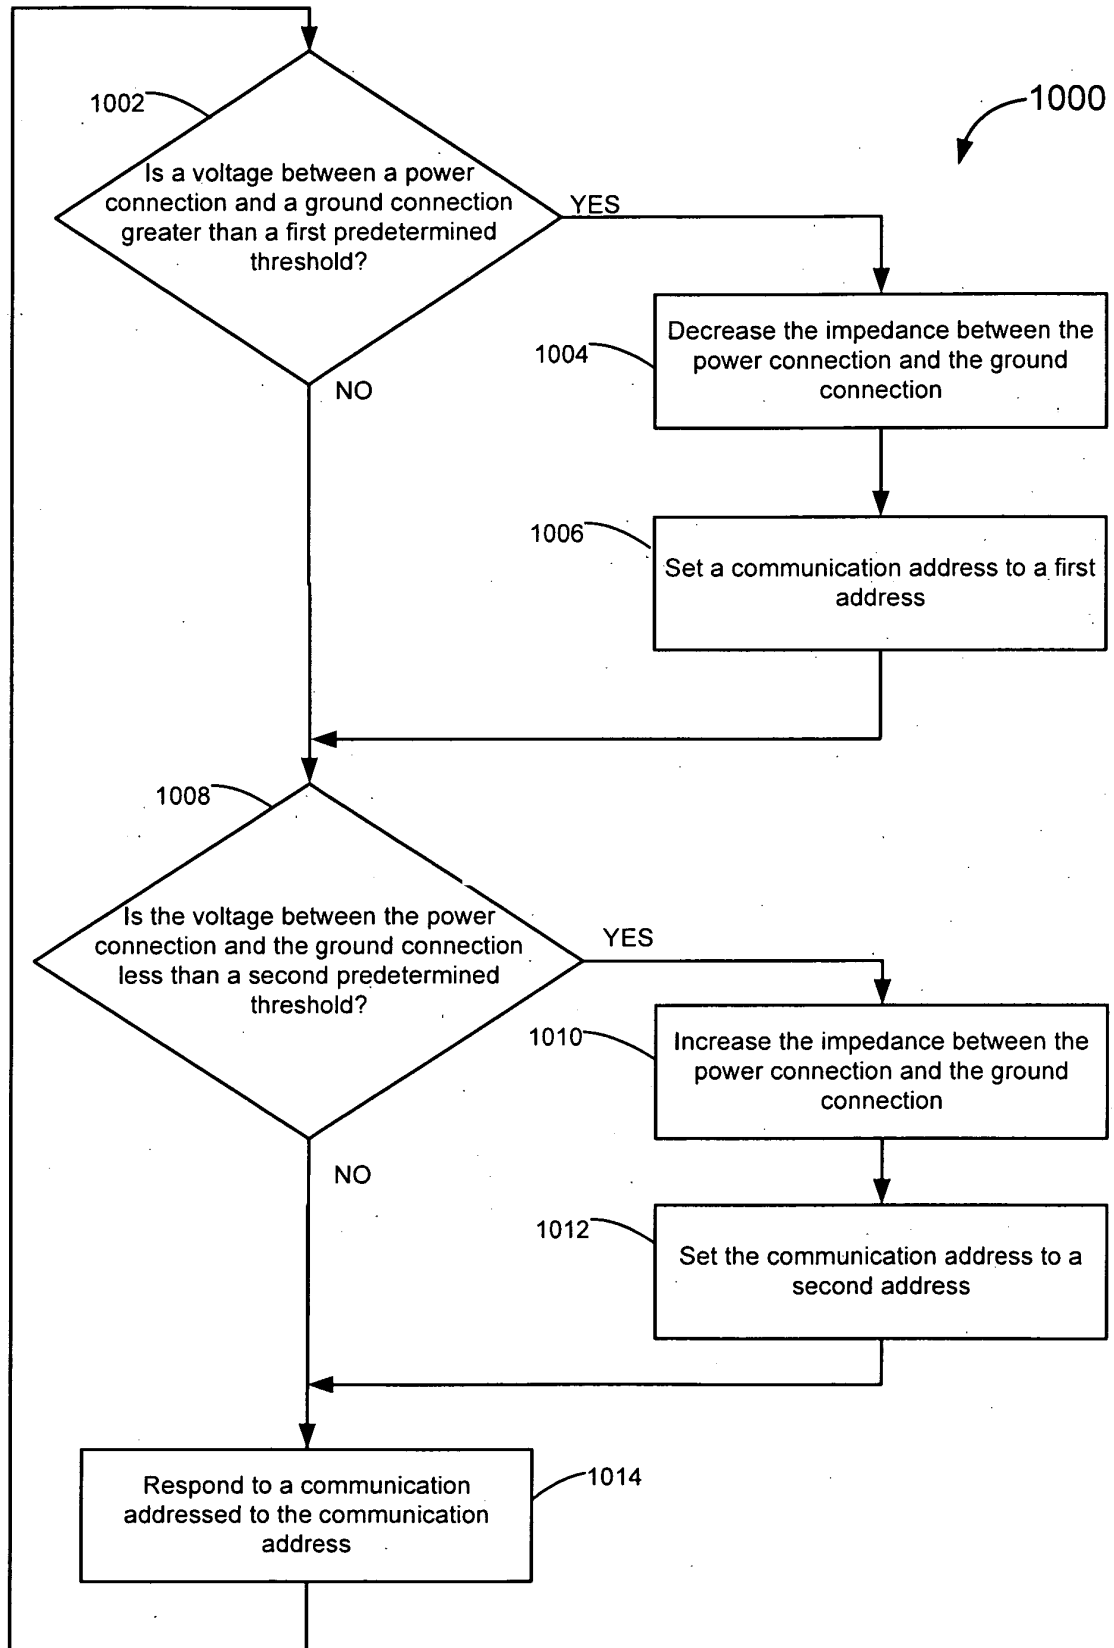 1002
1000
Is a voltage between a power
connection and a ground connection
greater than a first predetermined
threshold?
YES
NO
1004
Decrease the impedance between the
power connection and the ground
connection
1006
Set a communication address to a first
address
1008
Is the voltage between the power
connection and the ground connection
less than a second predetermined
threshold?
YES
NO
1010
Increase the impedance between the
power connection and the ground
connection
1012
Set the communication address to a
second address
Respond to a communication
addressed to the communication
address
1014